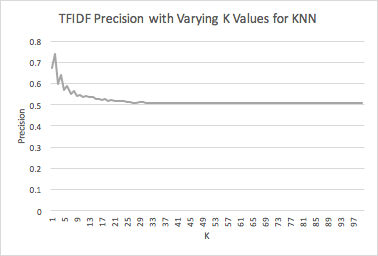 TFIDF Precision with Varying K Values for KNN
0.8
0.7
0.6
0.5
0.4
0.3
0.2
0.1
0
Precision
1 5 9 13 17 21 25 29 33 37 41 45 49 53 57 61 65 69 73 77 81 85 89 93 97
K